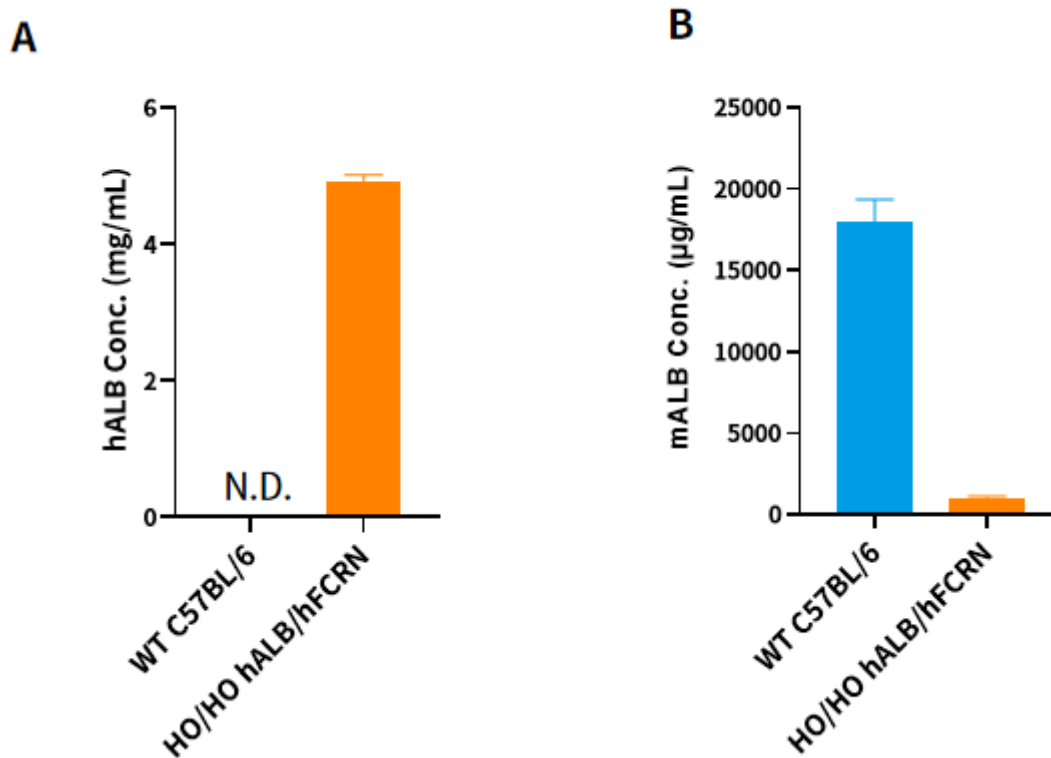 A
hALB Conc. (mg/mL)
6
4
2
0
N.D.
WT C57BL/6
HO/HO hALB/hFCRN
B
mALB Conc. (µg/mL)
25000
20000
15000
10000
5000
0
WT C57BL/6
HO/HO hALB/hFCRN